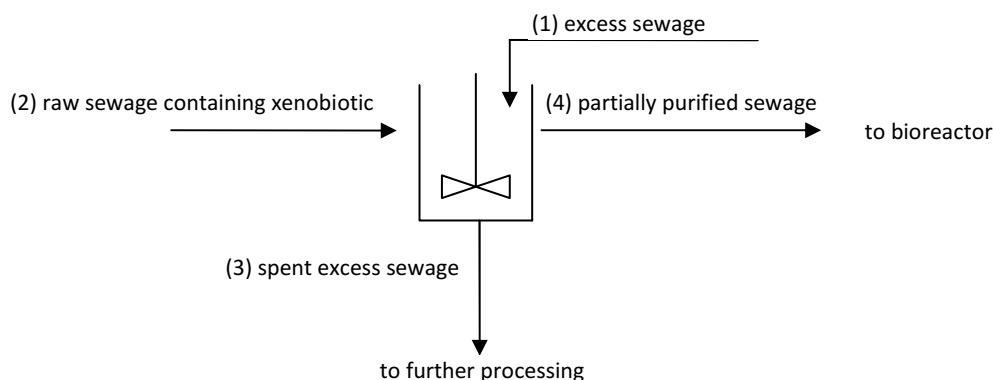 (1) excess sewage
(2) raw sewage containing xenobiotic
(4) partially purified sewage
to bioreactor
(3) spent excess sewage
to further processing